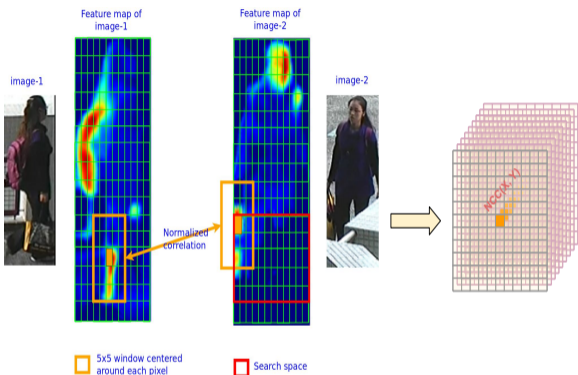 Feature map of
image-1
Feature map of
image-2
image-1
image-2
Normalized
correlation
NCC(X, Y)
5x5 window centered
around each pixel
Search space